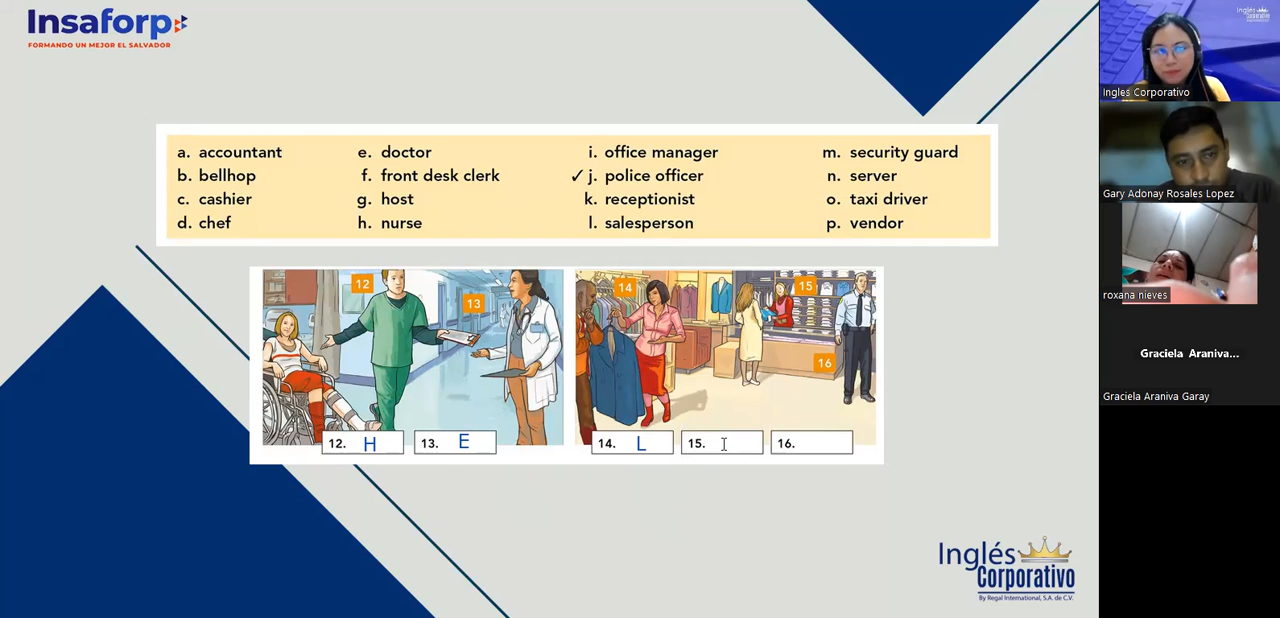 Insaforp
FORMANDO UN MEJOR EL SALVADOR
a. accountant
b. bellhop
c. cashier
d. chef
e. doctor
f. front desk clerk
g. host
h. nurse
i. office manager
✓ j. police officer
k. receptionist
l. salesperson
m. security guard
n. server
o. taxi driver
p. vendor
12
13
14
15
16
12. H
13. E
14. L
15.
16.
Inglés
Corporativo
By Regal International, S.A. de C.V.
Ingles Corporativo
Gary Adonay Rosales Lopez
roxana nieves
Graciela Araniva...
Graciela Araniva Garay